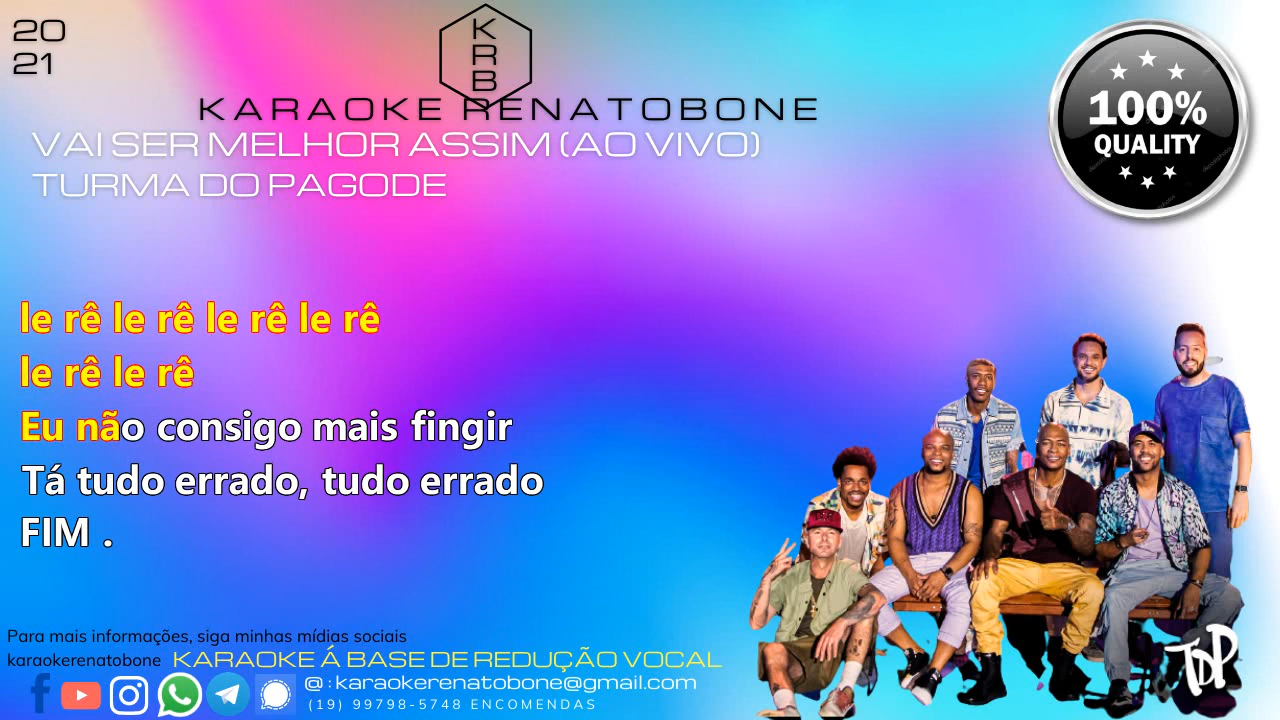 20
21
K
R
B
KARAOKE RENATOBONE
VAI SER MELHOR ASSIM (AO VIVO)
TURMA DO PAGODE
100%
QUALITY
le rê le rê le rê le rê
le rê le rê
Eu não consigo mais fingir
Tá tudo errado, tudo errado
FIM .
Para mais informações, siga minhas mídias sociais
karaokerenatobone
KARAOKE Á BASE DE REDUÇÃO VOCAL
@:karaokerenatobone@gmail.com
(19) 99798-5748 ENCOMENDAS
TDP